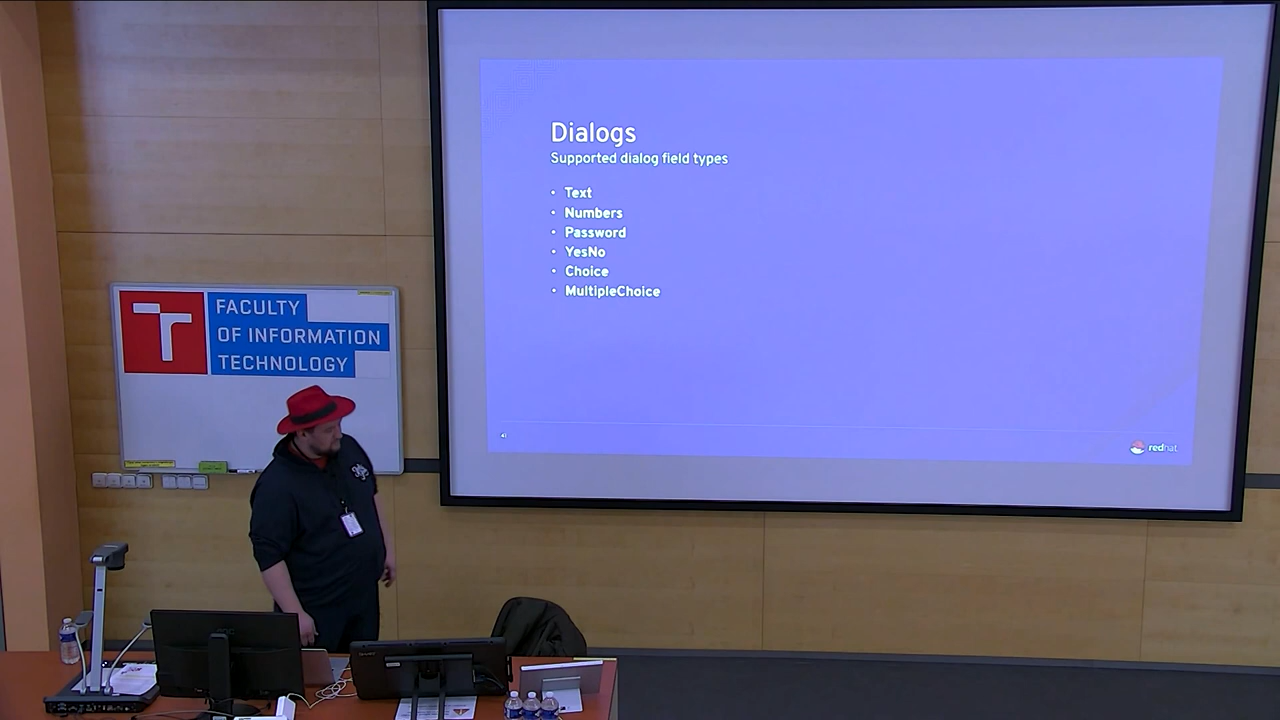 Dialogs
Supported dialog field types
• Text
• Numbers
• Password
• YesNo
• Choice
• MultipleChoice
redhat
FACULTY
OF INFORMATION
TECHNOLOGY